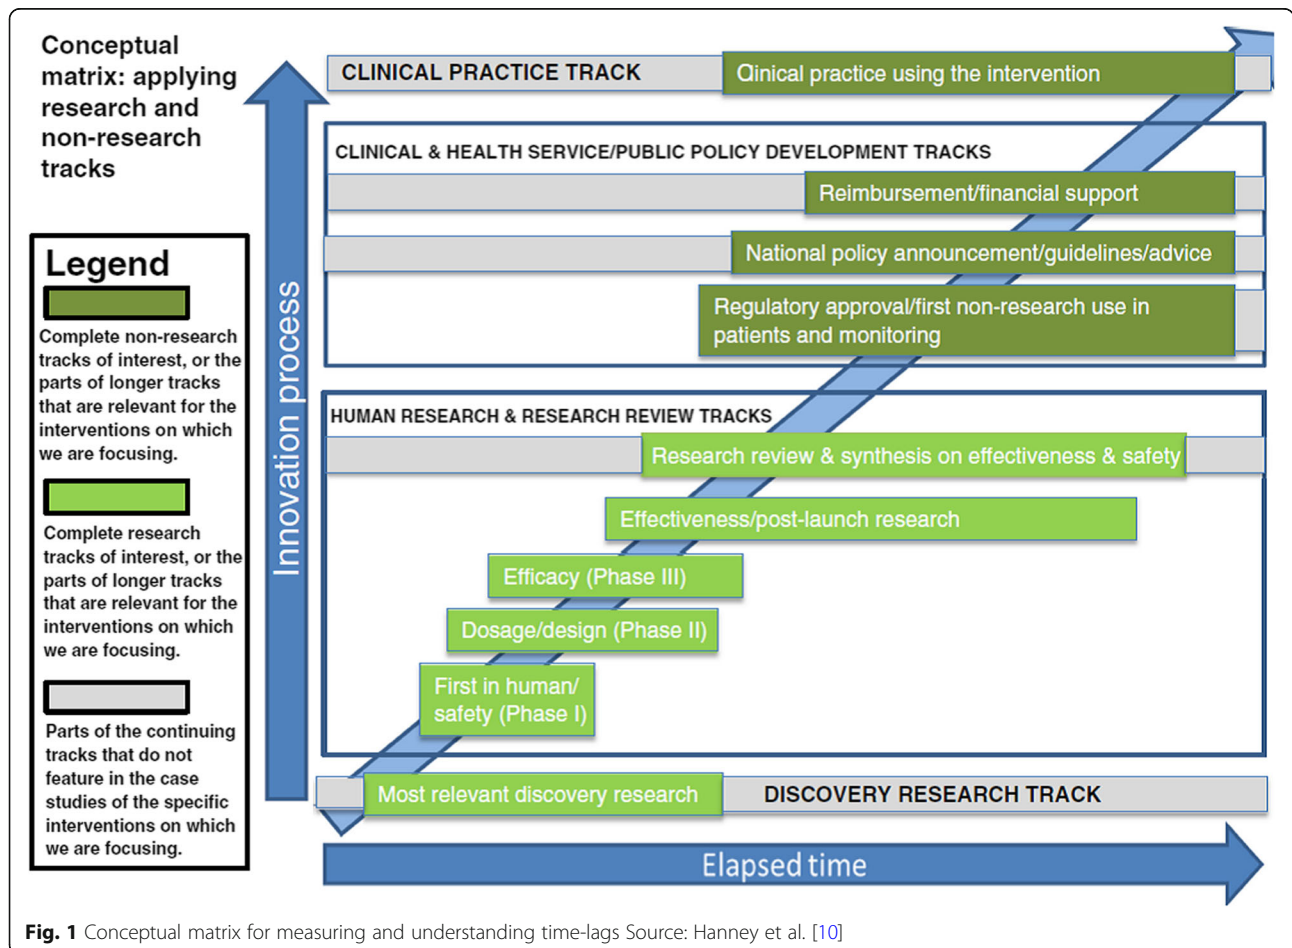 Conceptual
matrix: applying
research and
non-research
tracks
Legend
Complete non-research
tracks of interest, or the
parts of longer tracks
that are relevant for the
interventions on which
we are focusing.
Complete research
tracks of interest, or the
parts of longer tracks
that are relevant for the
interventions on which
we are focusing.
Parts of the continuing
tracks that do not
feature in the case
studies of the specific
interventions on which
we are focusing.
Innovation process
CLINICAL PRACTICE TRACK
Clinical practice using the intervention
CLINICAL & HEALTH SERVICE/PUBLIC POLICY DEVELOPMENT TRACKS
Reimbursement/financial support
National policy announcement/guidelines/advice
Regulatory approval/first non-research use in
patients and monitoring
HUMAN RESEARCH & RESEARCH REVIEW TRACKS
Research review & synthesis on effectiveness & safety
Effectiveness/post-launch research
Efficacy (Phase III)
Dosage/design (Phase II)
First in human/
safety (Phase I)
Most relevant discovery research
DISCOVERY RESEARCH TRACK
Elapsed time
Fig. 1 Conceptual matrix for measuring and understanding time-lags Source: Hanney et al. [10]